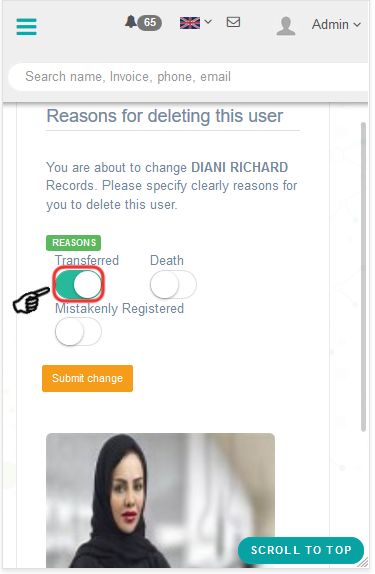 65
Admin
Search name, Invoice, phone, email
Reasons for deleting this user
You are about to change DIANI RICHARD
Records. Please specify clearly reasons for
you to delete this user.
REASONS
Transferred Death
Mistakenly Registered
Submit change
SCROLL TO TOP